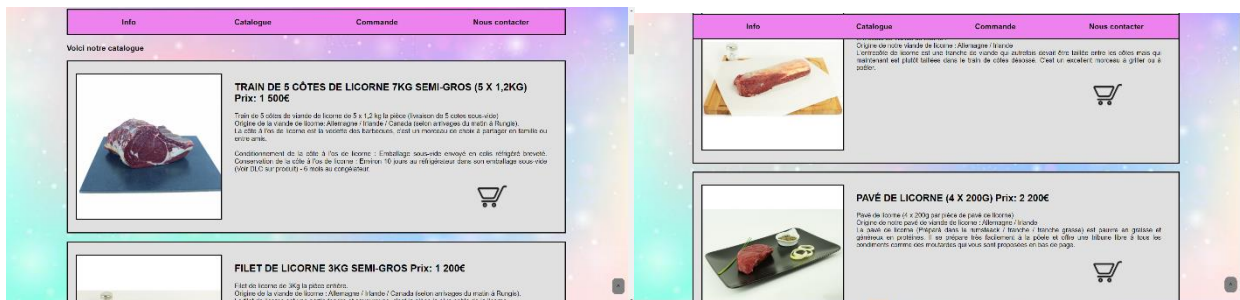 Info Catalogue Commande Nous contacter
Voici notre catalogue
TRAIN DE 5 CÔTES DE LICORNE 7KG SEMI-GROS (5 X 1,2KG)
Prix: 1 500€
Train de 5 côtes de viande de licorne de 5 x 1,2 kg la pièce (livraison de 5 cotes sous-vide)
Origine de la viande de licorne: Allemagne / Irlande / Canada (selon arrivages du matin à Rungis).
La côte à l'os de licorne est la vedette des barbecues, c'est un morceau de choix à partager en famille ou
entre amis.
Conditionnement de la côte à l'os de licorne : Emballage sous-vide envoyé en colis réfrigéré breveté.
Conservation de la côte à l'os de licorne : Environ 10 jours au réfrigérateur dans son emballage sous-vide
(Voir DLC sur produit) - 6 mois au congélateur.
FILET DE LICORNE 3KG SEMI-GROS Prix: 1 200€
Filet de licorne de 3Kg la pièce entière.
Origine de la viande de licorne : Allemagne / Irlande / Canada (selon arrivages du matin à Rungis).
Info Catalogue Commande Nous contacter
Origine de notre viande de licorne : Allemagne / Irlande
L'entrecôte de licorne est une tranche de viande qui autrefois devait être taillée entre les côtes mais qui
maintenant est plutôt taillées dans le train de côtes désossé. C'est un excellent morceau à griller ou à
poêler.
PAVÉ DE LICORNE (4 X 200G) Prix: 2 200€
Pavé de licorne (4 x 200g par pièce de pavé de licorne)
Origine de notre pavé de viande de licorne : Allemagne / Irlande
Le pavé de licorne (Préparé dans le rumsteack / tranche / tranche grasse) est pauvre en graisse et
généreux en protéines. Il se prépare très facilement à la poêle et offre une tribune libre à tous les
condiments comme des moutardes qui vous sont proposées en bas de page.